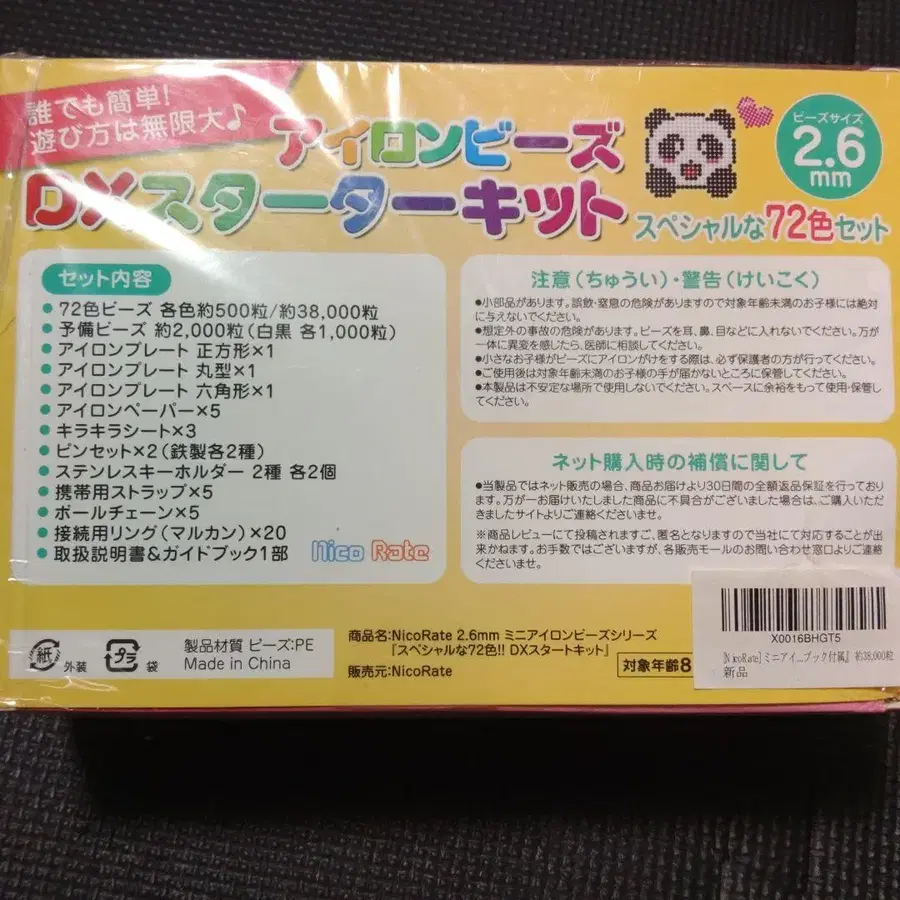 誰でも簡単!
遊び方は無限大♪
アイロンビーズ
DXスターターキット
ビーズサイズ
2.6
mm
スペシャルな72色セット
セット内容
● 72色ビーズ 各色約500粒/約38,000粒
● 予備ビーズ 約2,000粒(白黒 各1,000粒)
● アイロンプレート 正方形×1
● アイロンプレート 丸型×1
● アイロンプレート 六角形×1
● アイロンペーパー×5
● キラキラシート×3
● ピンセット×2(鉄製各2種)
● ステンレスキーホルダー 2種 各2個
● 携帯用ストラップ×5
● ボールチェーン×5
● 接続用リング(マルカン)×20
● 取扱説明書&ガイドブック1部
Nico Rate
注意(ちゅうい)・警告(けいこく)
●小部品があります。誤飲・窒息の危険がありますので対象年齢未満のお子様には絶対
に与えないでください。
●想定外の事故の危険があります。ビーズを耳、鼻、目などに入れないでください。万が
一体に異変を感じたら、医師に相談してください。
●小さなお子様がビーズにアイロンがけをする際は、必ず保護者の方が行ってください。
●ご使用後は対象年齢未満のお子様の手が届かないところに保管してください。
●本製品は不安定な場所で使用しないでください。スペースに余裕をもって使用・保管し
てください。
ネット購入時の補償に関して
●当製品ではネット販売の場合、商品お届けより30日間の全額返品保証を行っており
ます。万が一お届けいたしました商品に不具合がございました場合は、ご購入いただ
きましたサイトよりご連絡くださいませ。
※商品レビューにて投稿されますご、匿名となりますので当社にて対応することが出
来かねます。お手数ではございますが、各販売モールのお問い合わせ窓口よりご連絡
くださいませ。
紙 外装
プラ 袋
製品材質 ビーズ:PE
Made in China
商品名:NicoRate 2.6mm ミニアイロンビーズシリーズ
『スペシャルな72色!! DXスタートキット』
販売元:NicoRate
対象年齢8
X0016BHGT5
[NicoRate]ミニアイ...ブック付属』 約38,000粒
新品